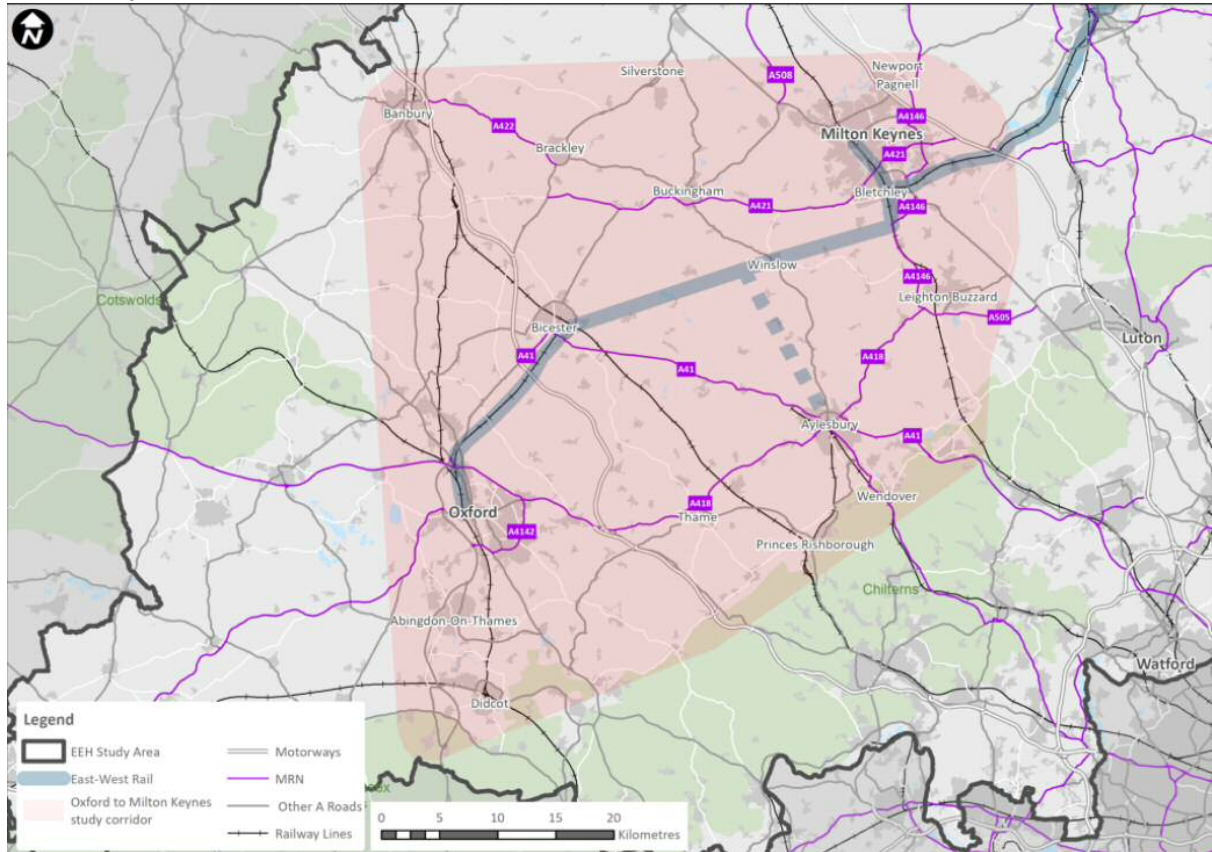 N
Silverstone
A508
Newport
Pagnell
Banbury
A422
A4146
Milton Keynes
Brackley
A421
Buckingham
Bletchley
A421
A4146
Winslow
A4146
Cotswolds
Leighton Buzzard
A505
Bicester
Luton
A41
A41
A418
Aylesbury
A41
Wendover
A418
Oxford
Thame
A4142
Princes Risborough
Chilterns
Abingdon-On-Thames
Watford
Didcot
Legend
EEH Study Area
Motorways
East-West Rail
MRN
Oxford to Milton Keynes
study corridor
Other A Roads
Railway Lines
0 5 10 15 20
Kilometres